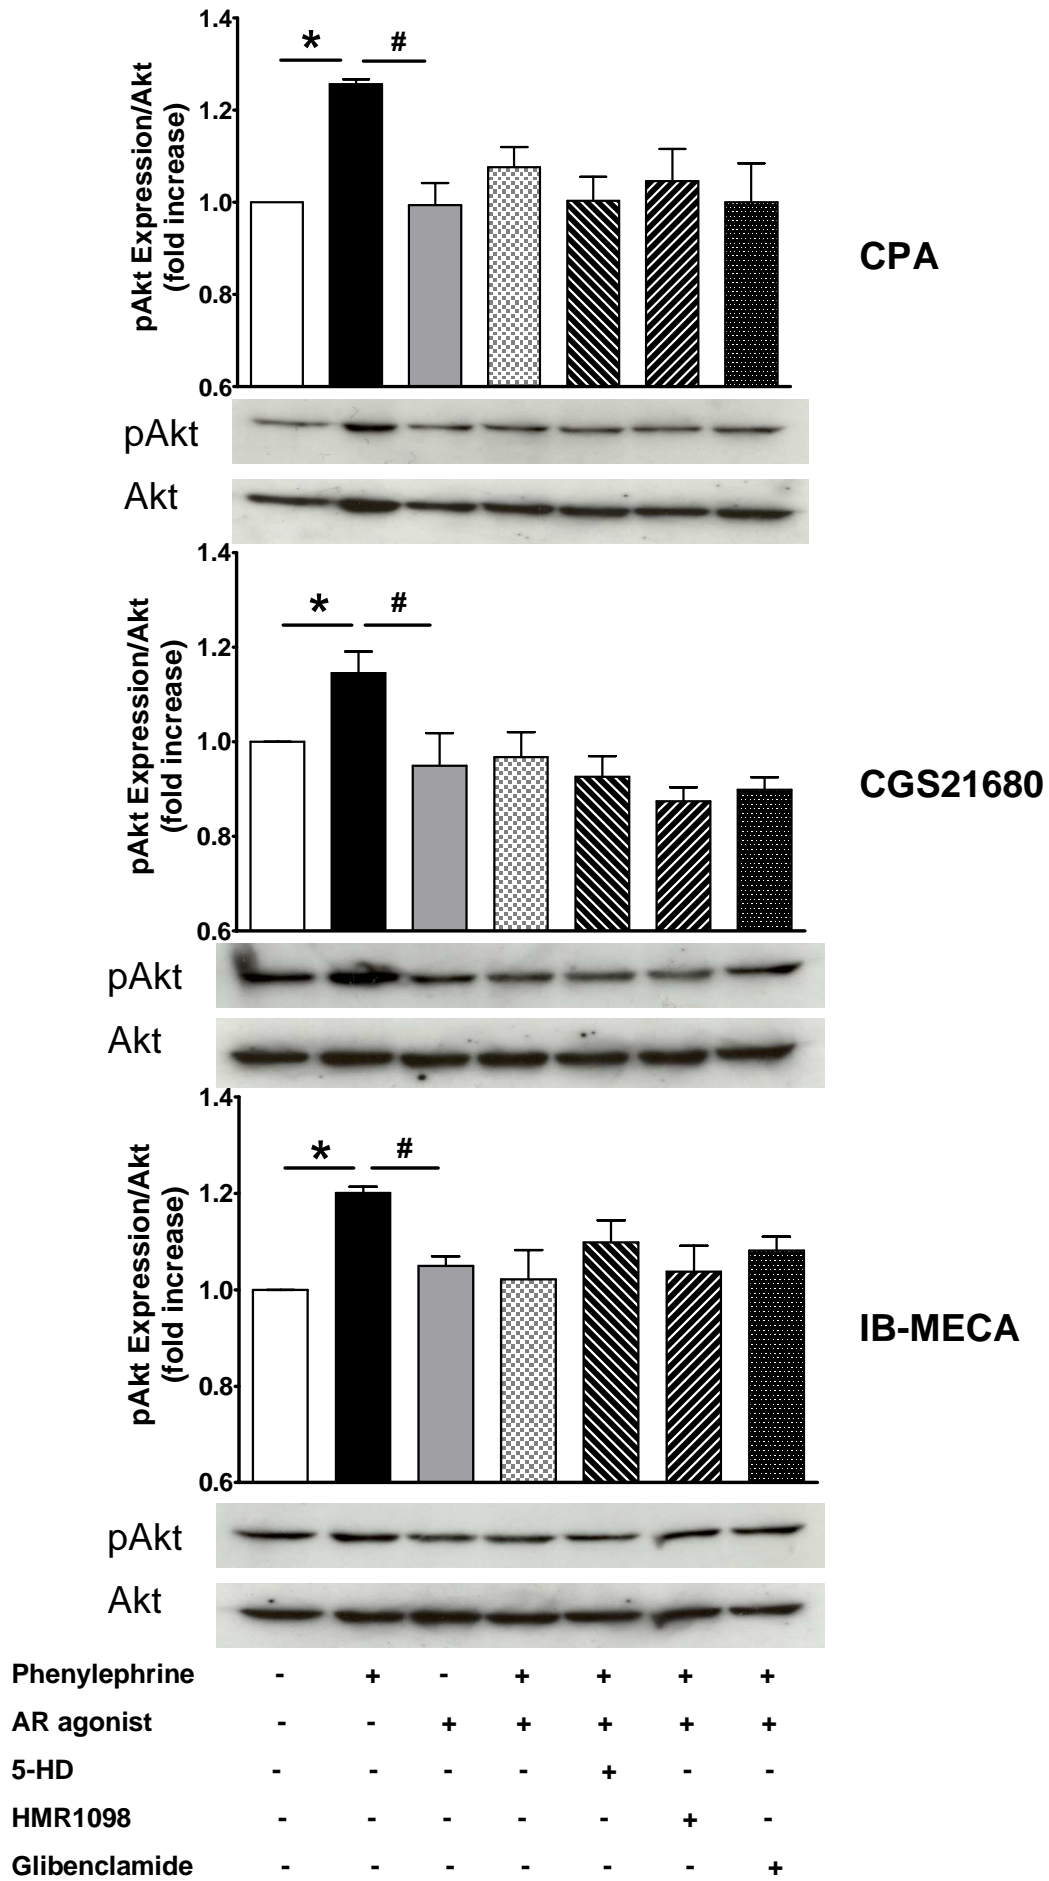 1.4
* #
1.2
1.0
0.8
0.6
pAkt Expression/Akt
(fold increase)
CPA
pAkt
Akt
1.4
* #
1.2
1.0
0.8
0.6
pAkt Expression/Akt
(fold increase)
CGS21680
pAkt
Akt
1.4
* #
1.2
1.0
0.8
0.6
pAkt Expression/Akt
(fold increase)
IB-MECA
pAkt
Akt
Phenylephrine - + - + + + +
AR agonist - - + + + + +
5-HD - - - - + - -
HMR1098 - - - - - + -
Glibenclamide - - - - - - +